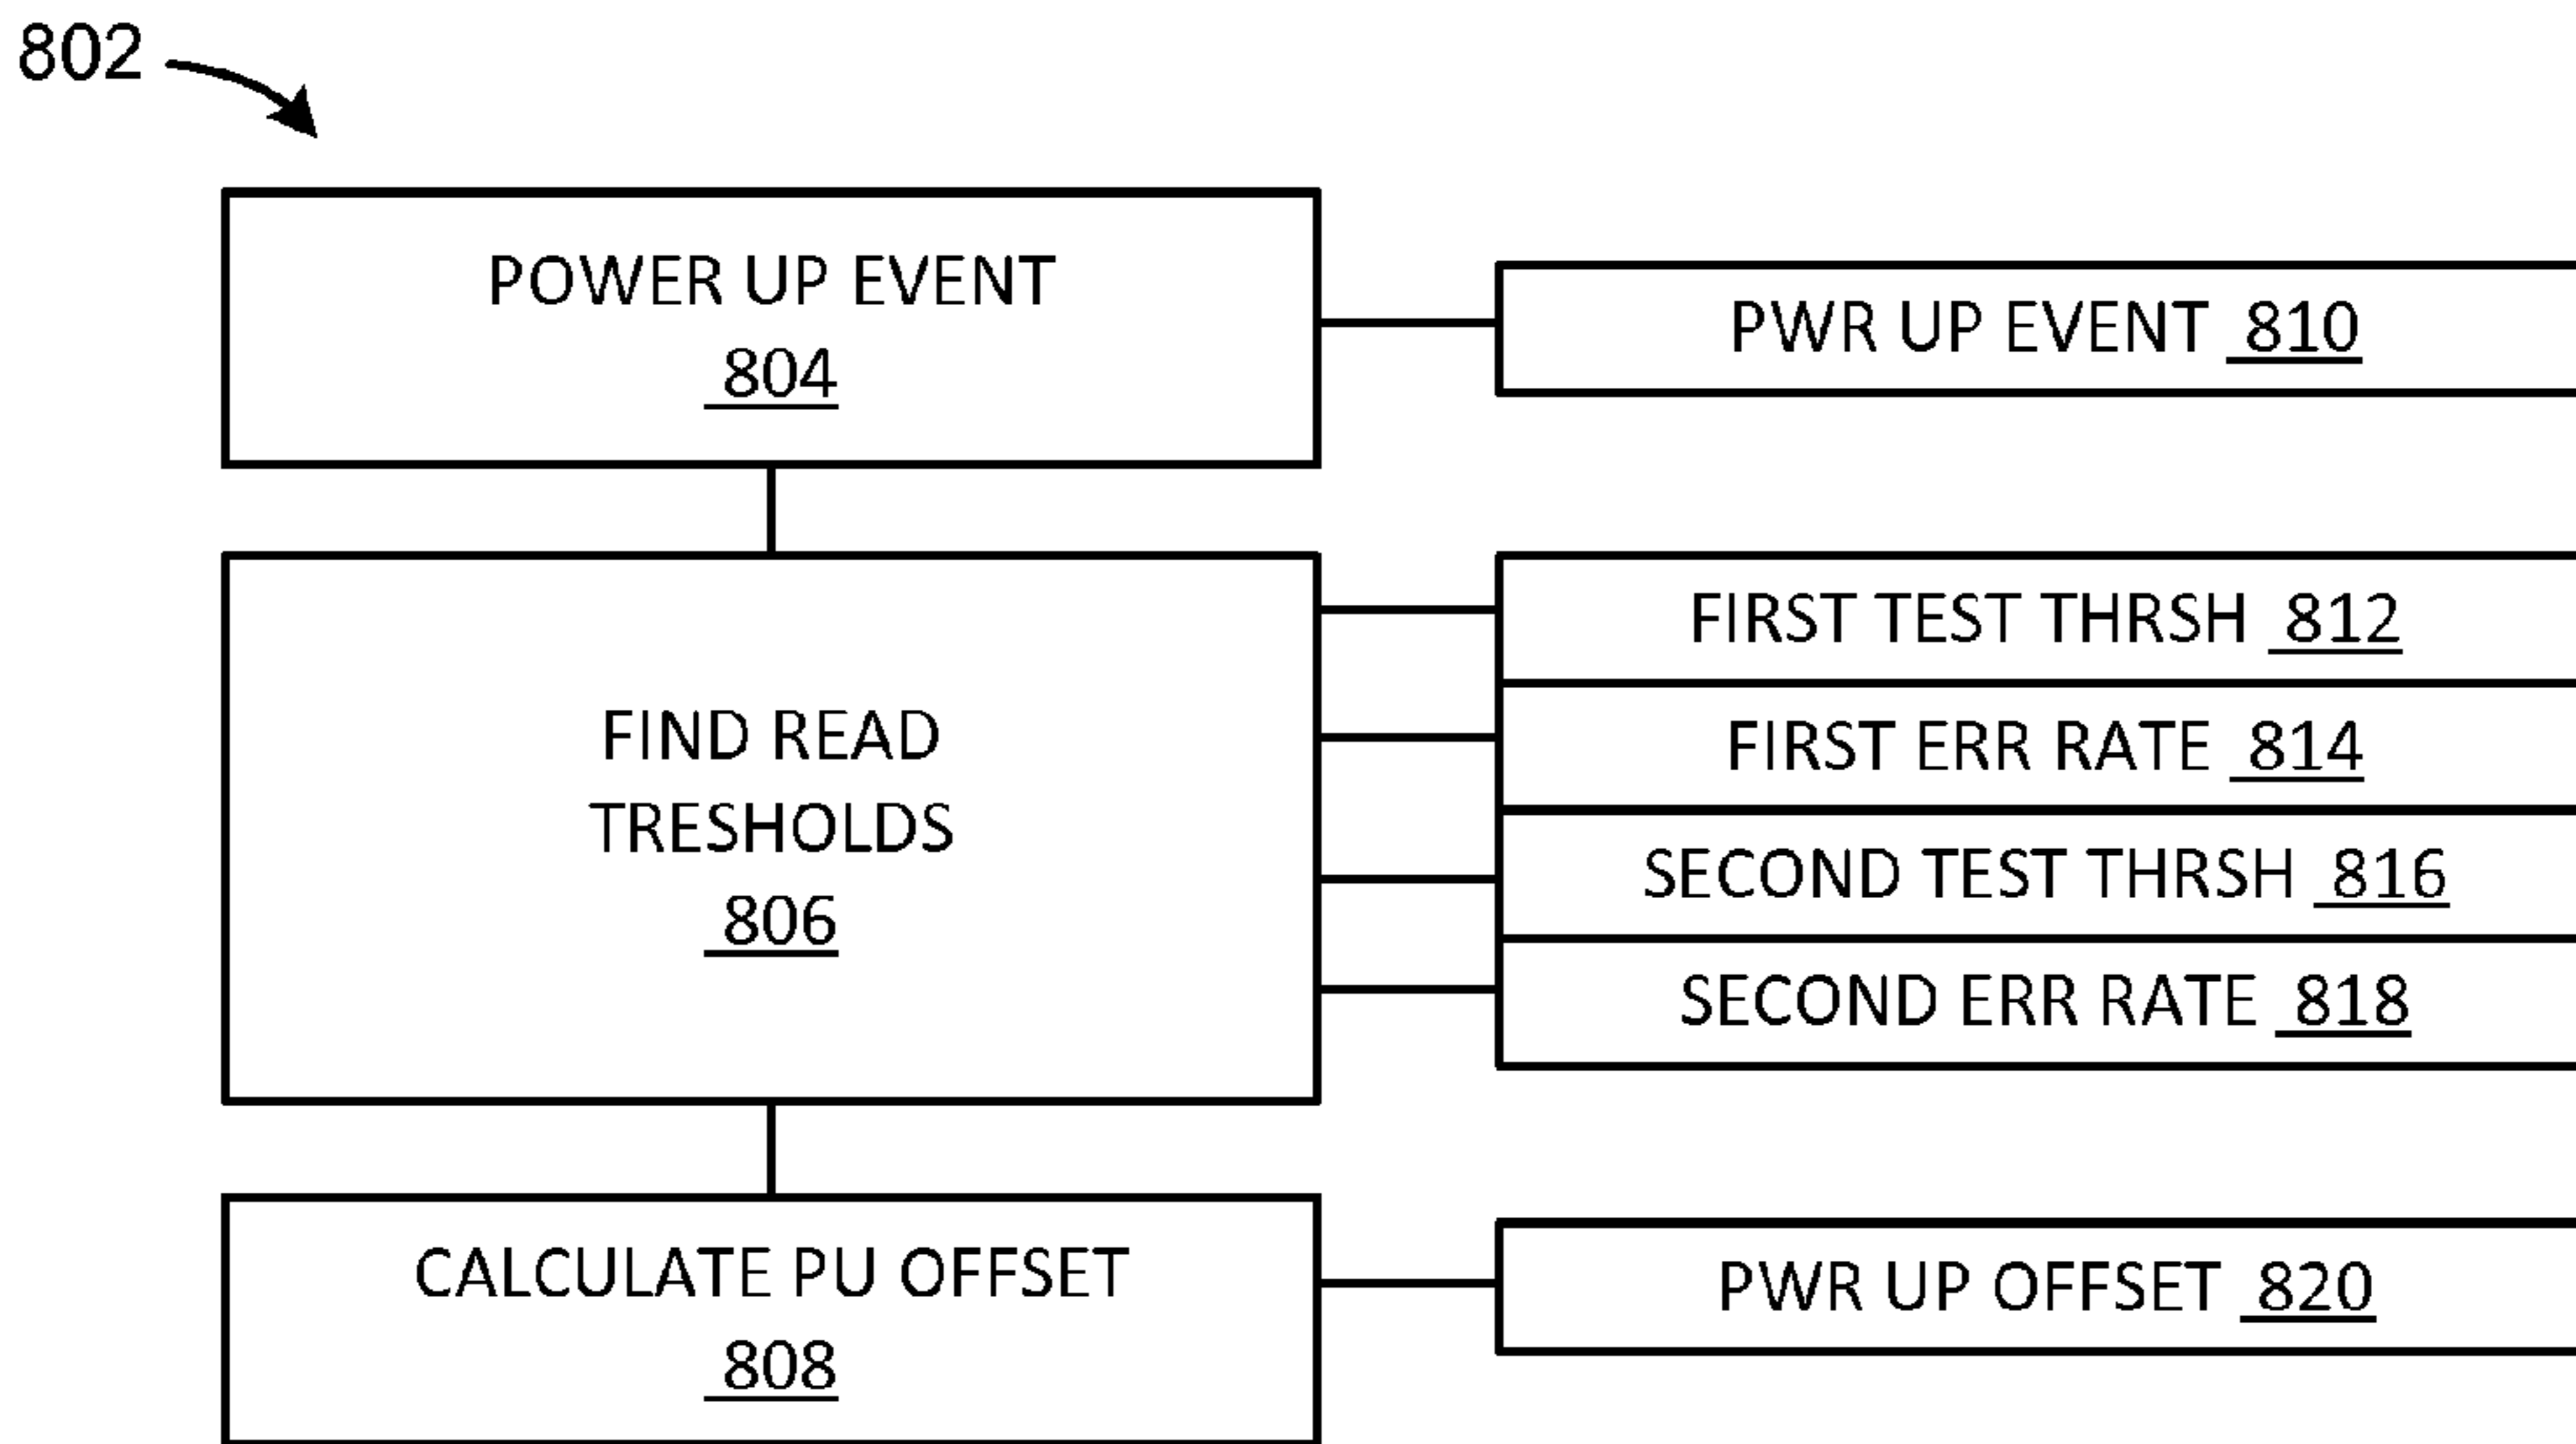 802
POWER UP EVENT
804
PWR UP EVENT 810
FIND READ
TRESHOLDS
806
FIRST TEST THRSH 812
FIRST ERR RATE 814
SECOND TEST THRSH 816
SECOND ERR RATE 818
CALCULATE PU OFFSET
808
PWR UP OFFSET 820